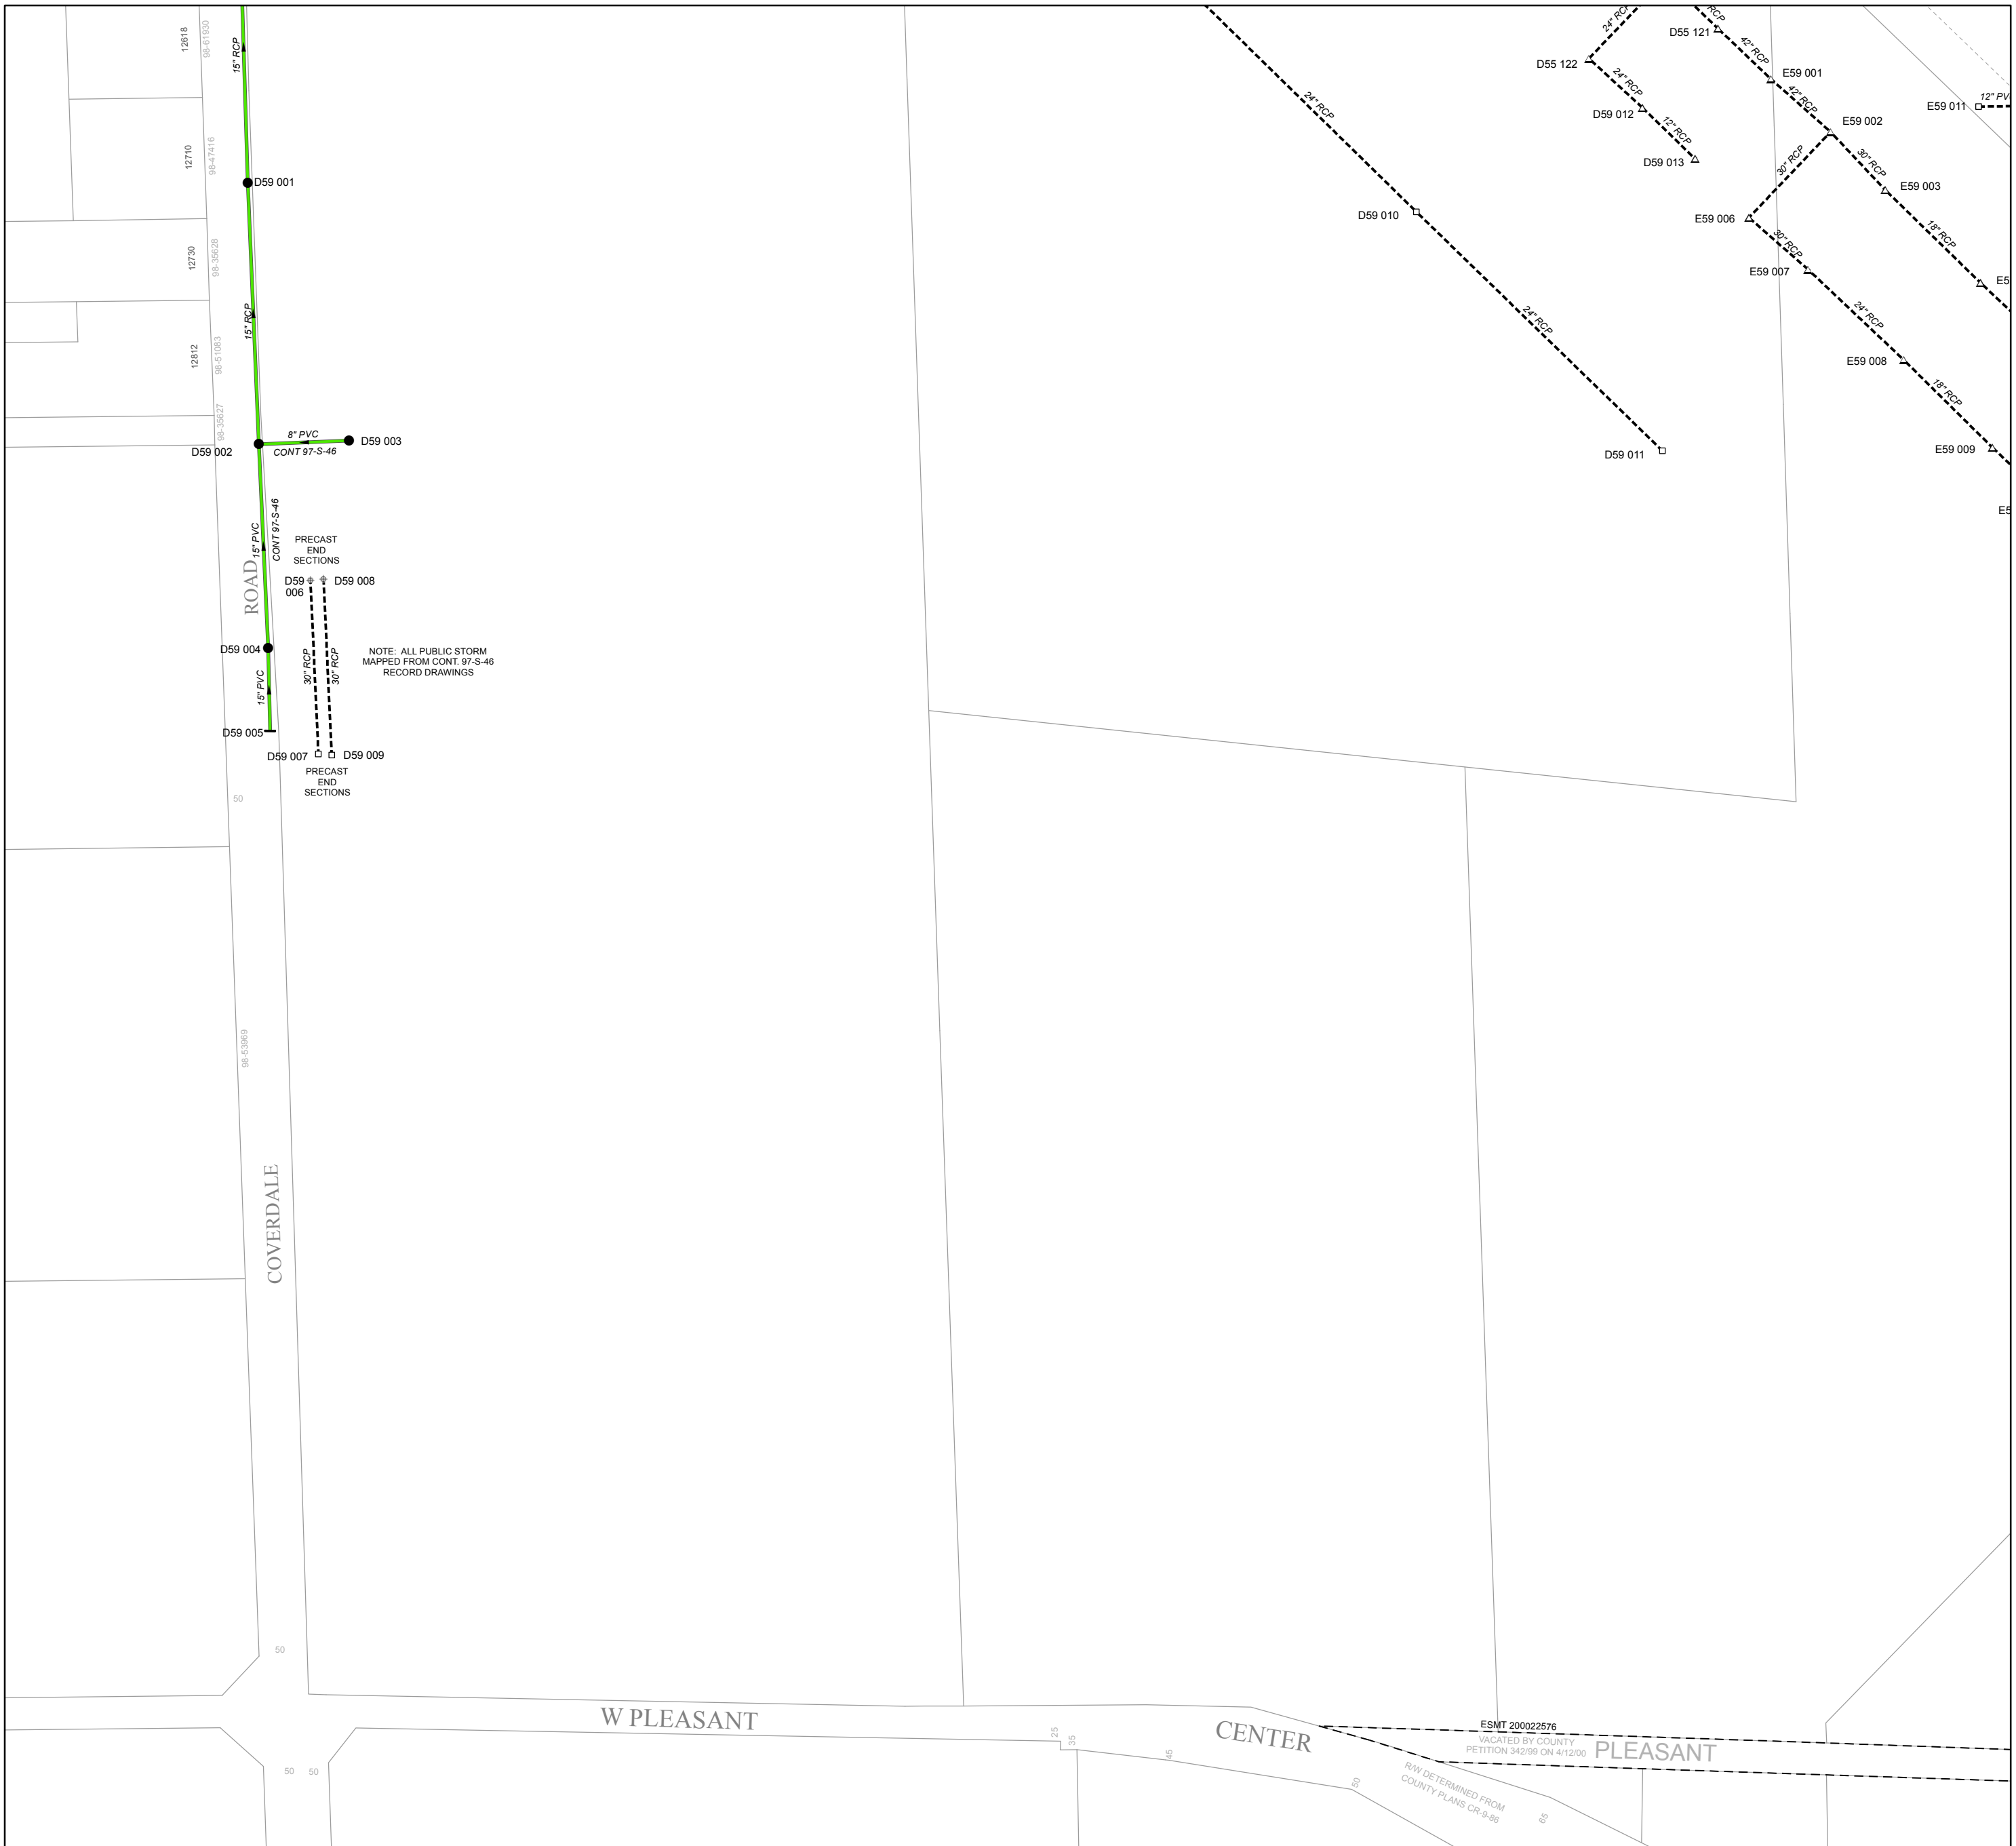 12618
98-61930
15" RCP
24" RCP
RCP
D55 121
42" RCP
D55 122
24" RCP
E59 001
42" RCP
E59 011
12" PV
24" RCP
D59 012
12" RCP
E59 002
12710
98-47416
D59 001
D59 013
30" RCP
30" RCP
E59 003
D59 010
E59 006
18" RCP
12730
98-35628
30" RCP
E59 007
E5
15" RCP
24" RCP
24" RCP
12812
98-51083
E59 008
18" RCP
98-35627
D59 002
8" PVC
CONT 97-S-46
D59 003
D59 011
E59 009
E5
15" PVC
CONT 97-S-46
PRECAST
END
SECTIONS
ROAD
D59
006
D59 008
D59 004
30" RCP
30" RCP
NOTE: ALL PUBLIC STORM
MAPPED FROM CONT. 97-S-46
RECORD DRAWINGS
15" PVC
D59 005
D59 007
D59 009
PRECAST
END
SECTIONS
50
98-53969
COVERDALE
50
W PLEASANT
25
35
CENTER
45
ESMT 200022576
VACATED BY COUNTY
PETITION 342/99 ON 4/12/00
PLEASANT
50
50
50
R/W DETERMINED FROM
COUNTY PLANS CR-9-86
65